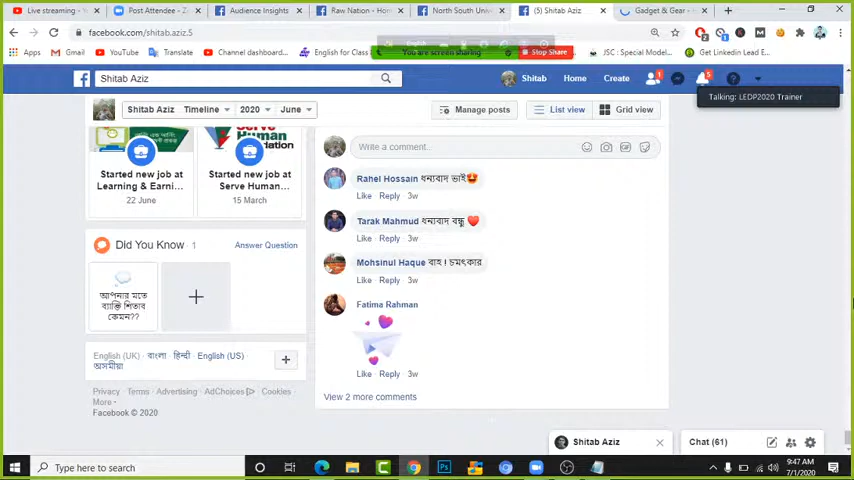 Live streaming - Y
Post Attendee - Z
Audience Insights
Raw Nation - Hom
North South Univ
(5) Shitab Aziz
Gadget & Gear -
facebook.com/shitab.aziz.5
Apps
Gmail
YouTube
Translate
Channel dashboard...
English for Class
You are screen sharing
Stop Share
JSC : Special Model...
Get Linkedin Lead E...
Shitab Aziz
Shitab
Home
Create
Talking: LEDP2020 Trainer
Shitab Aziz
Timeline
2020
June
Manage posts
List view
Grid view
Started new job at
Learning & Earni...
22 June
Started new job at
Serve Human...
15 March
Write a comment...
Rahel Hossain ধন্যবাদ ভাই🤩
Like · Reply · 3w
Tarak Mahmud ধন্যবাদ বন্ধু ❤️
Like · Reply · 3w
Mohsinul Haque বাহ ! চমৎকার
Like · Reply · 3w
Fatima Rahman
Like · Reply · 3w
View 2 more comments
Did You Know · 1
Answer Question
আপনার মতে
ব্যাক্তি শিতাব
কেমন??
English (UK) · বাংলা · हिन्दी · English (US) ·
অসমীয়া
Privacy · Terms · Advertising · AdChoices · Cookies ·
More
Facebook © 2020
Shitab Aziz
Chat (61)
Type here to search
9:47 AM
7/1/2020